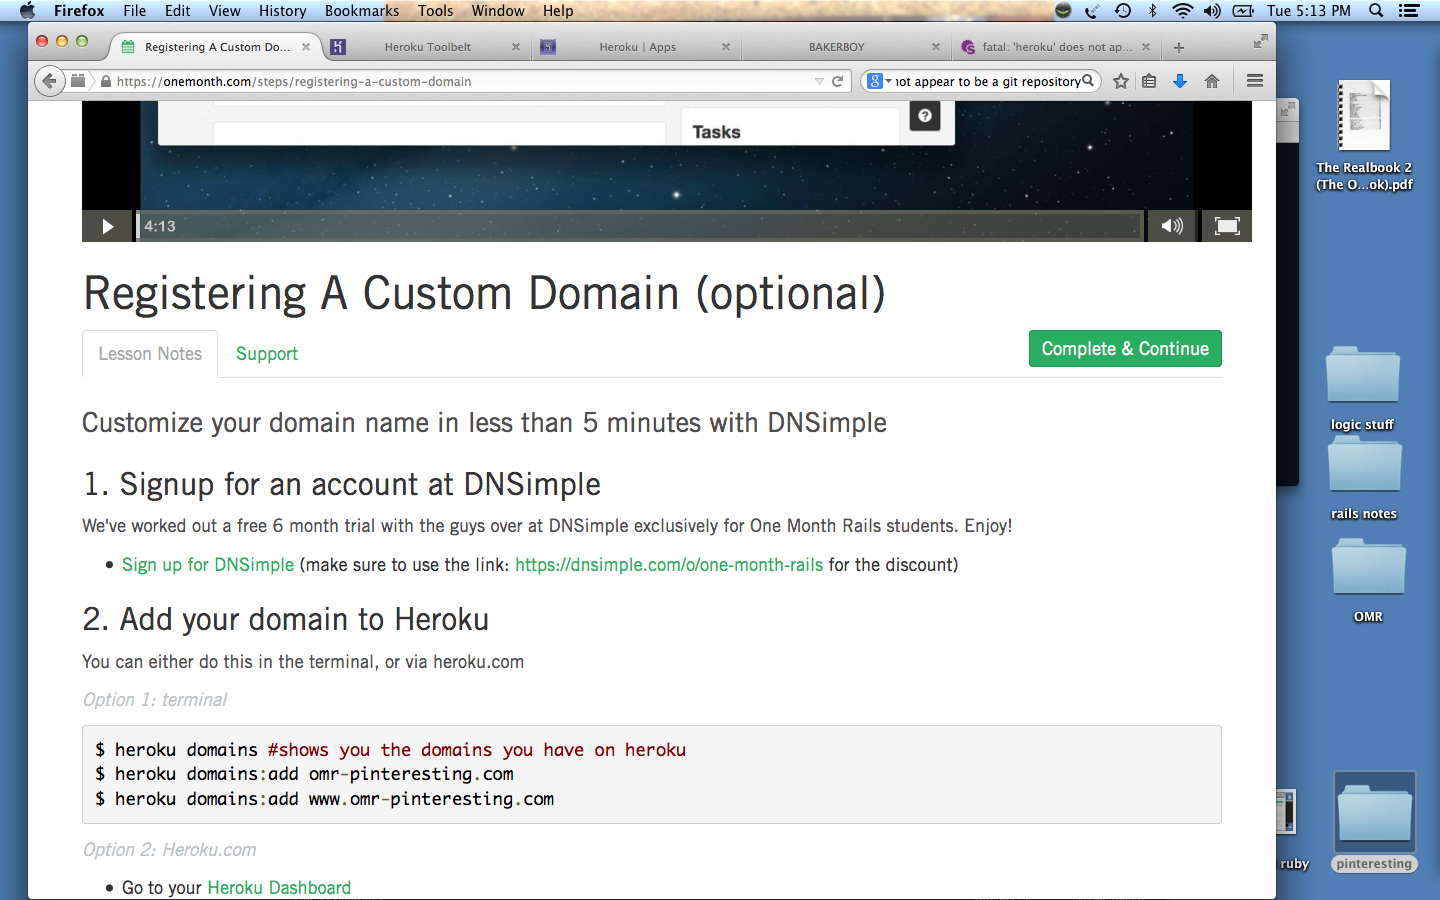 Firefox File Edit View History Bookmarks Tools Window Help Tue 5:13 PM
Registering A Custom Do... Heroku Toolbelt Heroku | Apps BAKERBOY fatal: 'heroku' does not ap...
https://onemonth.com/steps/registering-a-custom-domain not appear to be a git repository
Tasks
4:13
Registering A Custom Domain (optional)
Lesson Notes Support Complete & Continue
Customize your domain name in less than 5 minutes with DNSimple
1. Signup for an account at DNSimple
We've worked out a free 6 month trial with the guys over at DNSimple exclusively for One Month Rails students. Enjoy!
• Sign up for DNSimple (make sure to use the link: https://dnsimple.com/o/one-month-rails for the discount)
2. Add your domain to Heroku
You can either do this in the terminal, or via heroku.com
Option 1: terminal
$ heroku domains #shows you the domains you have on heroku
$ heroku domains:add omr-pinteresting.com
$ heroku domains:add www.omr-pinteresting.com
Option 2: Heroku.com
• Go to your Heroku Dashboard
The Realbook 2
(The O...ok).pdf
logic stuff
rails notes
OMR
ruby
pinteresting